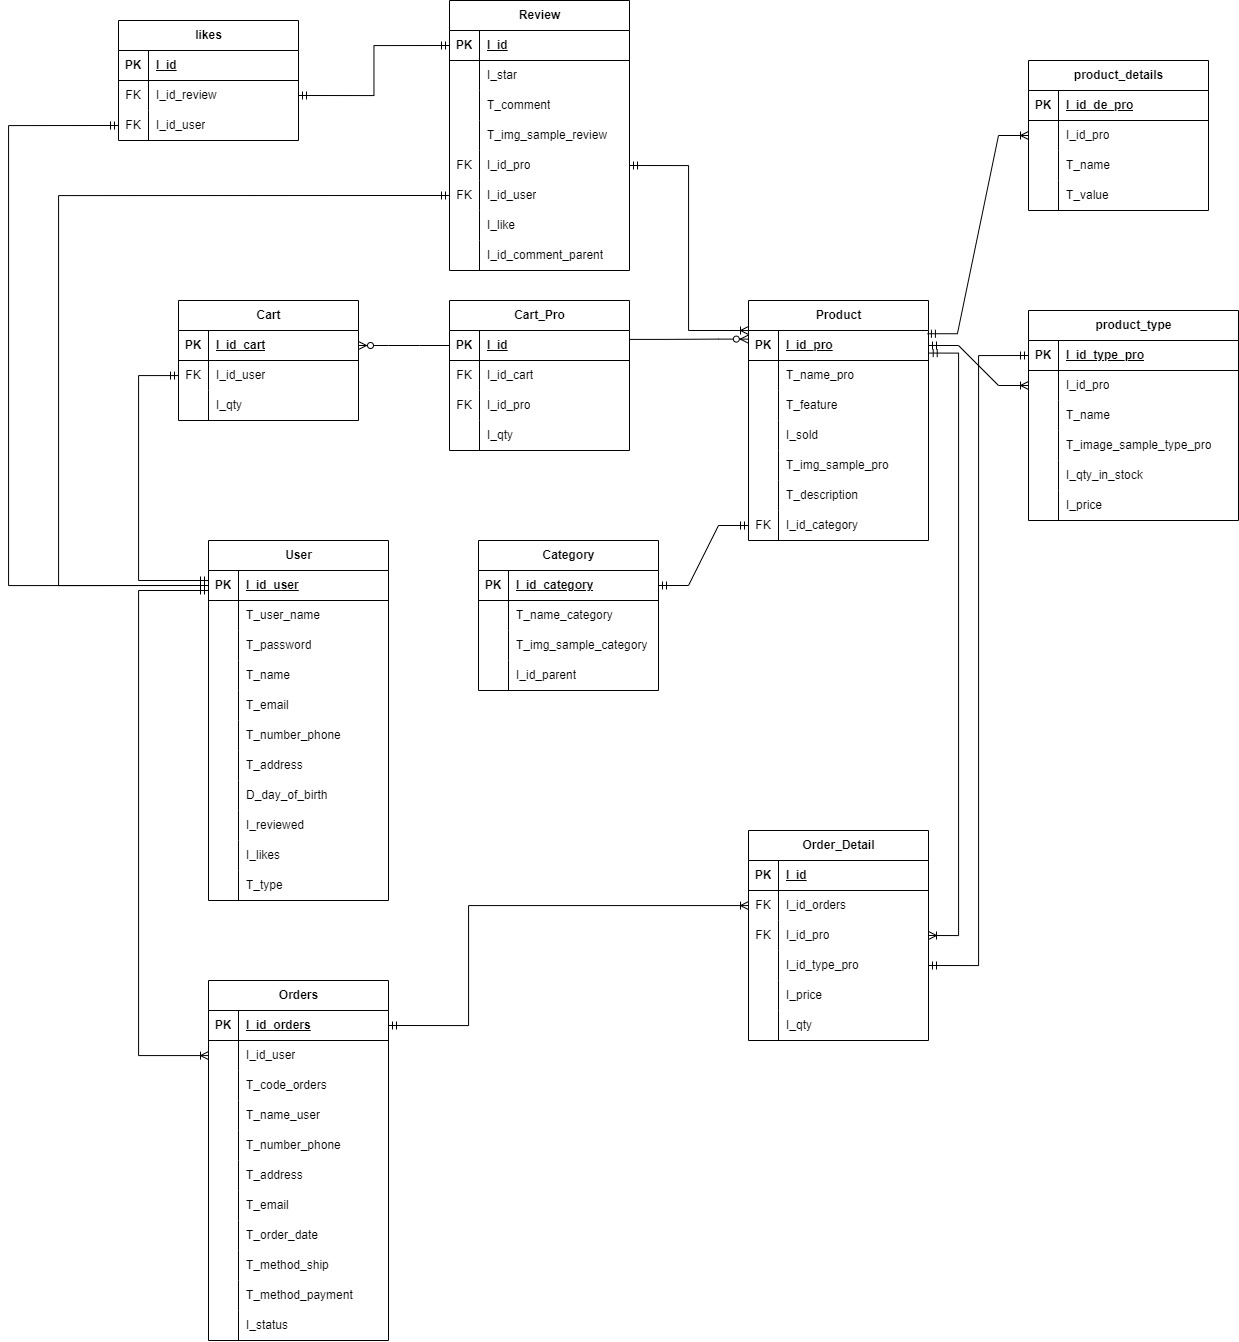 likes
PK I_id
FK I_id_review
FK I_id_user
Review
PK I_id
I_star
T_comment
T_img_sample_review
FK I_id_pro
FK I_id_user
I_like
I_id_comment_parent
product_details
PK I_id_de_pro
I_id_pro
T_name
T_value
Cart
PK I_id_cart
FK I_id_user
I_qty
Cart_Pro
PK I_id
FK I_id_cart
FK I_id_pro
I_qty
Product
PK I_id_pro
T_name_pro
T_feature
I_sold
T_img_sample_pro
T_description
FK I_id_category
product_type
PK I_id_type_pro
I_id_pro
T_name
T_image_sample_type_pro
I_qty_in_stock
I_price
User
PK I_id_user
T_user_name
T_password
T_name
T_email
T_number_phone
T_address
D_day_of_birth
I_reviewed
I_likes
T_type
Category
PK I_id_category
T_name_category
T_img_sample_category
I_id_parent
Order_Detail
PK I_id
FK I_id_orders
FK I_id_pro
I_id_type_pro
I_price
I_qty
Orders
PK I_id_orders
I_id_user
T_code_orders
T_name_user
T_number_phone
T_address
T_email
T_order_date
T_method_ship
T_method_payment
I_status